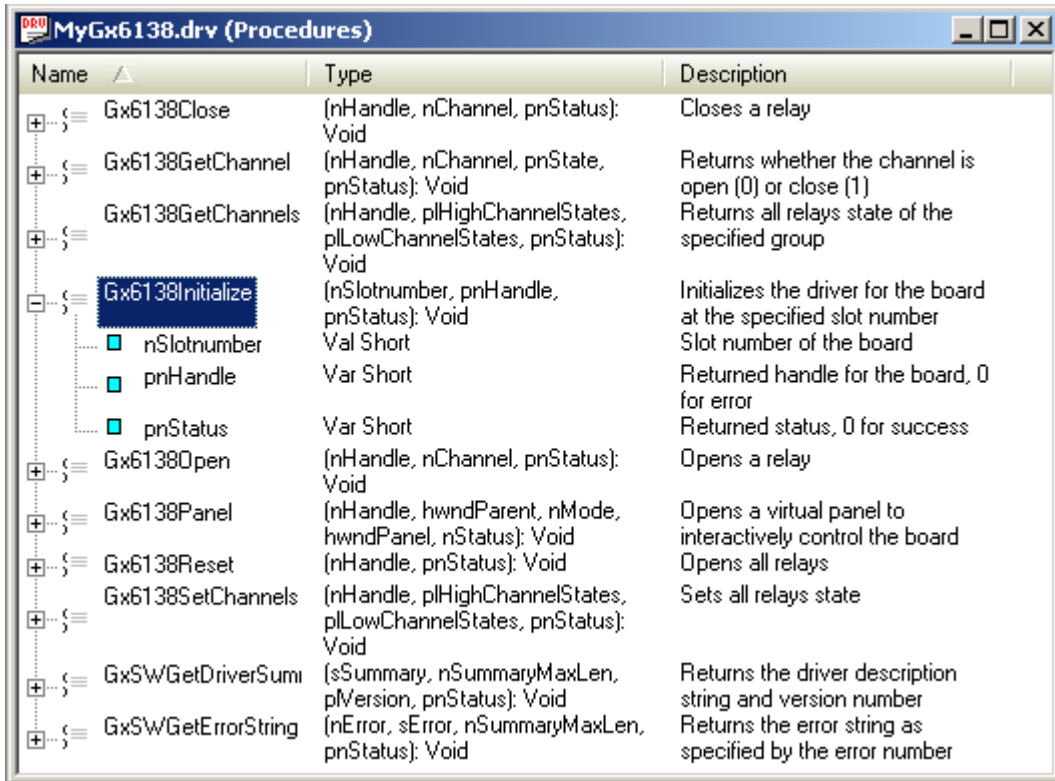 DRV MyGx6138.drv (Procedures)
Name Type Description
Gx6138Close (nHandle, nChannel, pnStatus): Closes a relay
Void
Gx6138GetChannel (nHandle, nChannel, pnState, Returns whether the channel is
pnStatus): Void open (0) or close (1)
Gx6138GetChannels (nHandle, plHighChannelStates, Returns all relays state of the
plLowChannelStates, pnStatus): specified group
Void
Gx6138Initialize (nSlotnumber, pnHandle, Initializes the driver for the board
pnStatus): Void at the specified slot number
nSlotnumber Val Short Slot number of the board
pnHandle Var Short Returned handle for the board, 0
for error
pnStatus Var Short Returned status, 0 for success
Gx6138Open (nHandle, nChannel, pnStatus): Opens a relay
Void
Gx6138Panel (nHandle, hwndParent, nMode, Opens a virtual panel to
hwndPanel, nStatus): Void interactively control the board
Gx6138Reset (nHandle, pnStatus): Void Opens all relays
Gx6138SetChannels (nHandle, plHighChannelStates, Sets all relays state
plLowChannelStates, pnStatus):
Void
GxSWGetDriverSum (sSummary, nSummaryMaxLen, Returns the driver description
plVersion, pnStatus): Void string and version number
GxSWGetErrorString (nError, sError, nSummaryMaxLen, Returns the error string as
pnStatus): Void specified by the error number